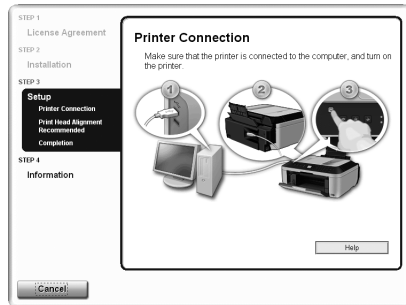 STEP 1
License Agreement
STEP 2
Installation
STEP 3
Setup
Printer Connection
Print Head Alignment
Recommended
Completion
STEP 4
Information
Cancel
Printer Connection
Make sure that the printer is connected to the computer, and turn on
the printer.
1
2
3
Help